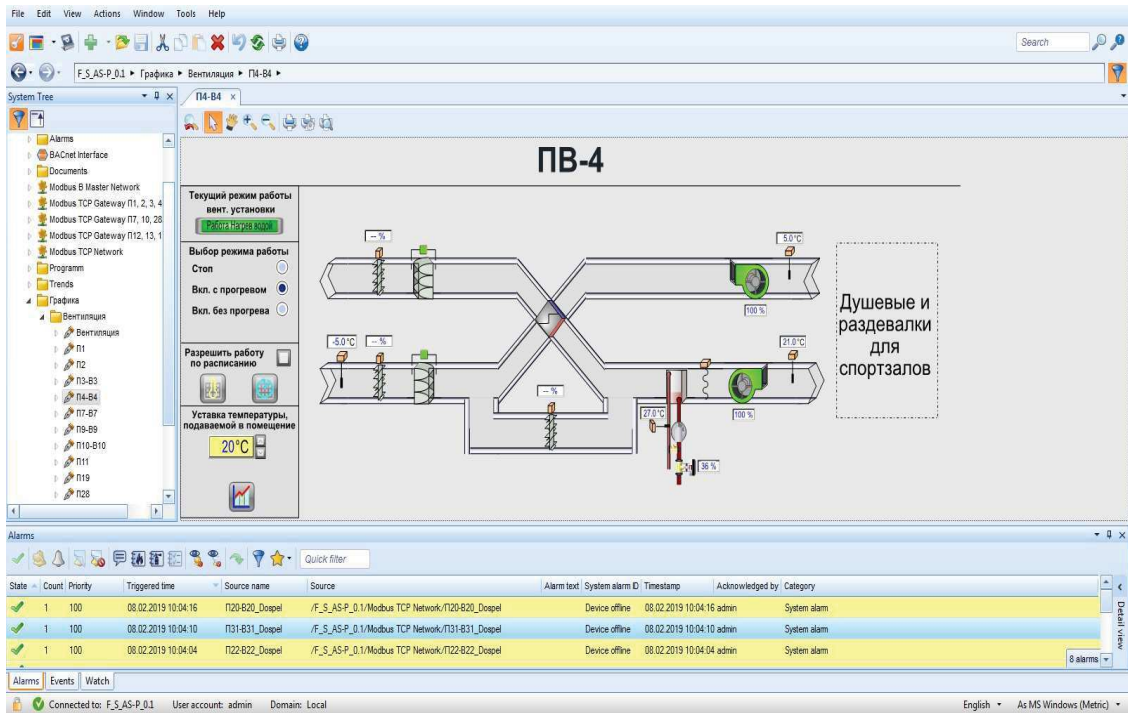 File Edit View Actions Window Tools Help
Search
F_S_AS-P_0.1 ▸ Графика ▸ Вентиляция ▸ П4-В4 ▸
System Tree
П4-В4 ×
Alarms
BACnet Interface
Documents
Modbus B Master Network
Modbus TCP Gateway П1, 2, 3, 4
Modbus TCP Gateway П7, 10, 28
Modbus TCP Gateway П12, 13, 1
Modbus TCP Network
Programm
Trends
Графика
Вентиляция
Вентиляция
П1
П2
П3-В3
П4-В4
П7-В7
П9-В9
П10-В10
П11
П19
П28
ПВ-4
Текущий режим работы
вент. установки
Работа Нагрев водой
Выбор режима работы
Стоп
Вкл. с прогревом
Вкл. без прогрева
Разрешить работу
по расписанию
Уставка температуры,
подаваемой в помещение
20°C
-- %
5.0°C
100 %
-5.0°C
-- %
21.0°C
-- %
27.0°C
100 %
36 %
Душевые и
раздевалки
для
спортзалов
Alarms
Quick filter
State Count Priority Triggered time Source name Source Alarm text System alarm ID Timestamp Acknowledged by Category
1 100 08.02.2019 10:04:16 П20-В20_Dospel /F_S_AS-P_0.1/Modbus TCP Network/П20-В20_Dospel Device offline 08.02.2019 10:04:16 admin System alarm
1 100 08.02.2019 10:04:10 П31-В31_Dospel /F_S_AS-P_0.1/Modbus TCP Network/П31-В31_Dospel Device offline 08.02.2019 10:04:10 admin System alarm
1 100 08.02.2019 10:04:04 П22-В22_Dospel /F_S_AS-P_0.1/Modbus TCP Network/П22-В22_Dospel Device offline 08.02.2019 10:04:04 admin System alarm
Detail view
8 alarms
Alarms Events Watch
Connected to: F_S_AS-P_0.1 User account: admin Domain: Local English As MS Windows (Metric)